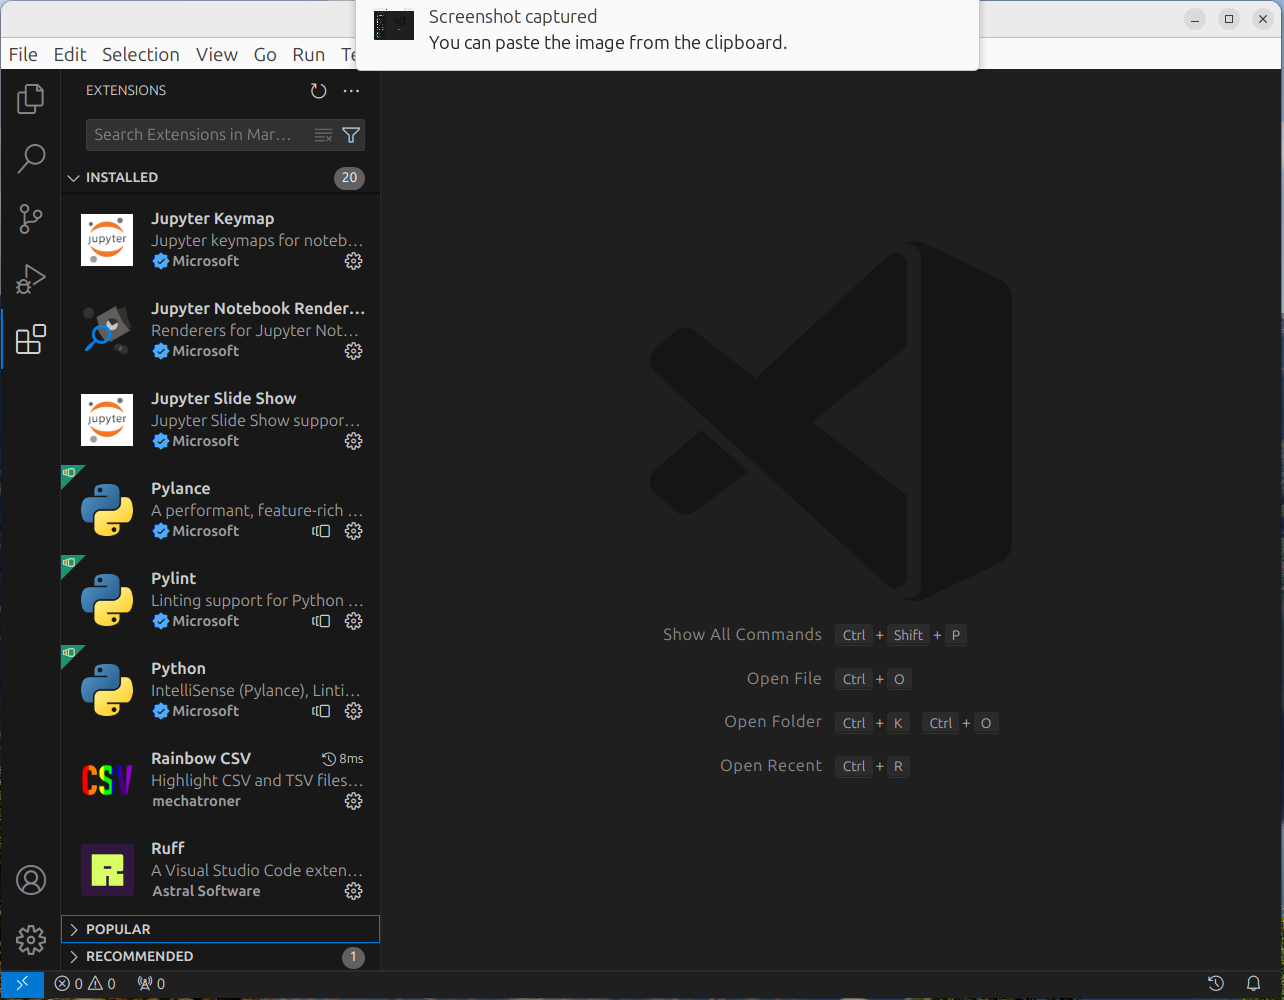 Screenshot captured
You can paste the image from the clipboard.
File Edit Selection View Go Run
EXTENSIONS
Search Extensions in Mar…
INSTALLED 20
Jupyter Keymap
Jupyter keymaps for noteb…
Microsoft
Jupyter Notebook Render…
Renderers for Jupyter Not…
Microsoft
Jupyter Slide Show
Jupyter Slide Show suppor…
Microsoft
Pylance
A performant, feature-rich …
Microsoft
Pylint
Linting support for Python …
Microsoft
Python
IntelliSense (Pylance), Linti…
Microsoft
Rainbow CSV 8ms
Highlight CSV and TSV files…
mechatroner
Ruff
A Visual Studio Code exten…
Astral Software
POPULAR
RECOMMENDED 1
jupyter
jupyter
CSV
R
Show All Commands Ctrl + Shift + P
Open File Ctrl + O
Open Folder Ctrl + K Ctrl + O
Open Recent Ctrl + R
0 0 0